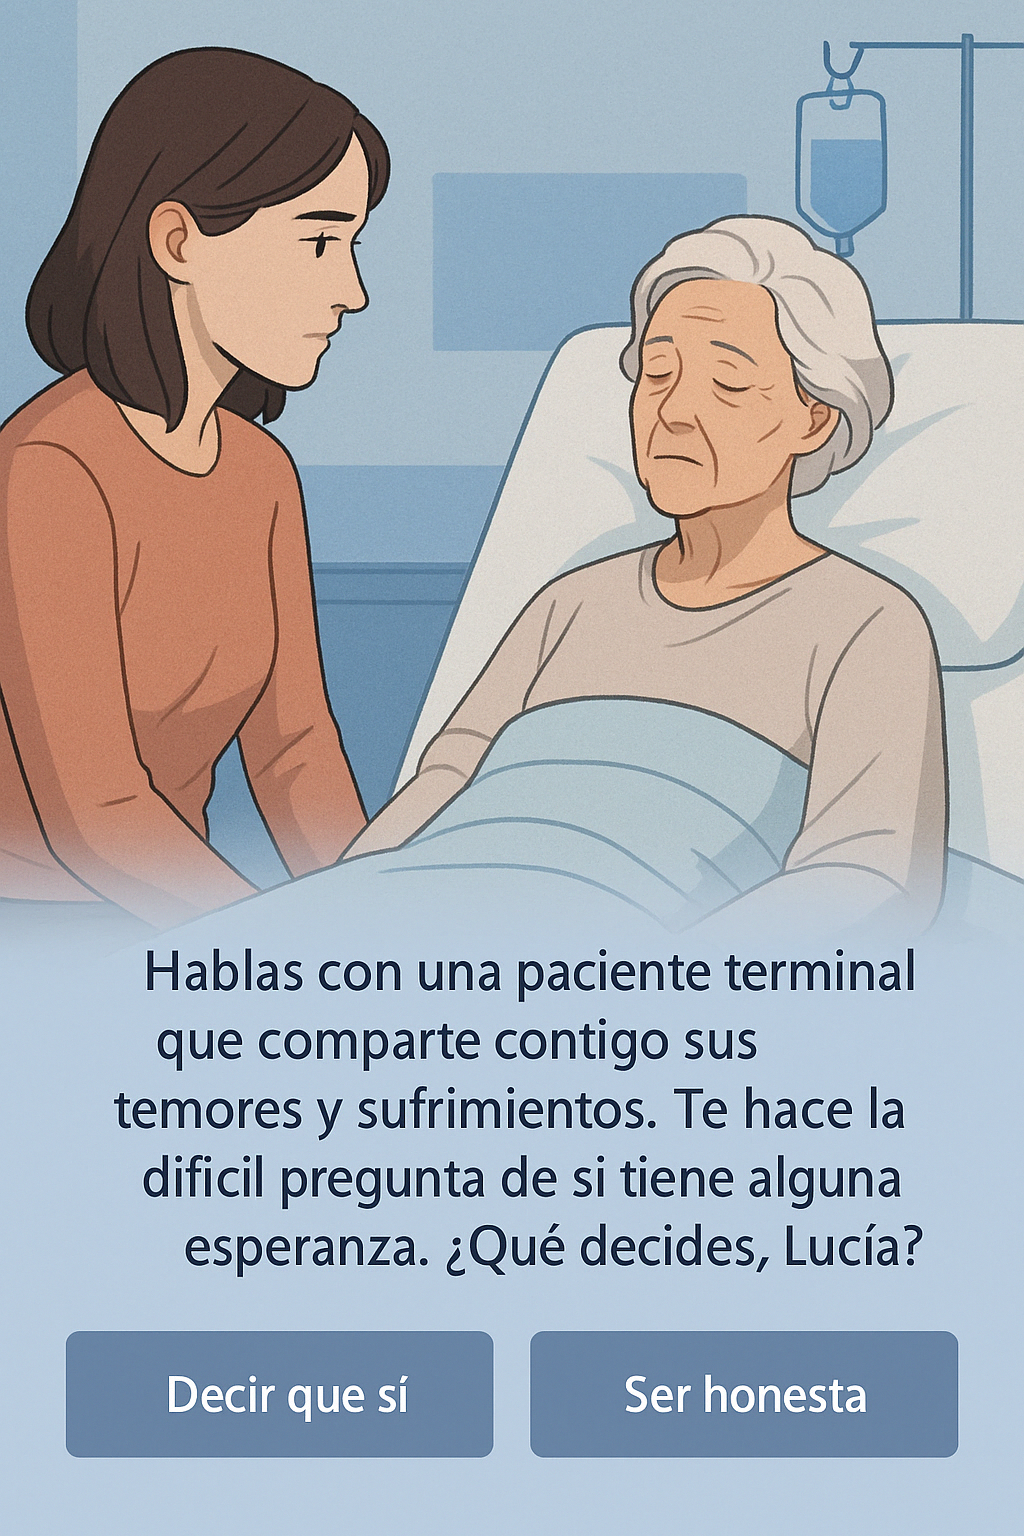 Hablas con una paciente terminal
que comparte contigo sus
temores y sufrimientos. Te hace la
dificil pregunta de si tiene alguna
esperanza. ¿Qué decides, Lucía?
Decir que sí
Ser honesta